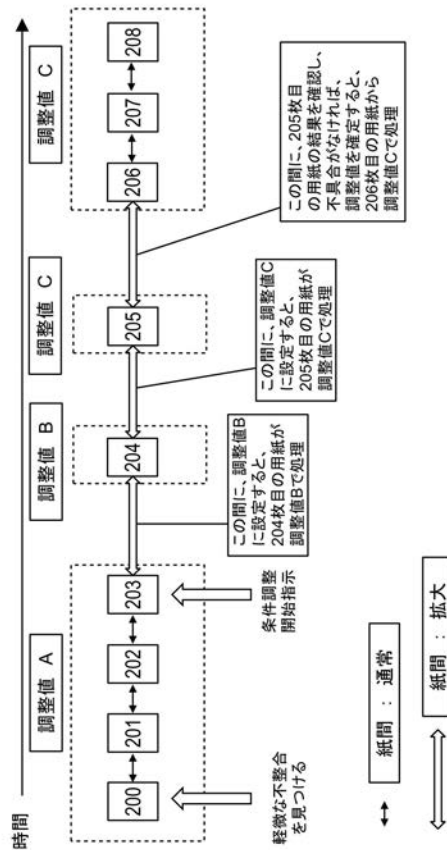 時間
調整値 A
調整値 B
調整値 C
調整値 C
200
201
202
203
204
205
206
207
208
軽微な不整合
を見つける
条件調整
開始指示
この間に、調整値B
に設定すると、
204枚目の用紙が
調整値Bで処理
この間に、調整値C
に設定すると、
205枚目の用紙が
調整値Cで処理
この間に、205枚目
の用紙の結果を確認し、
不具合がなければ、
調整値を確定すると、
206枚目の用紙から
調整値Cで処理
紙間 : 通常
紙間 : 拡大